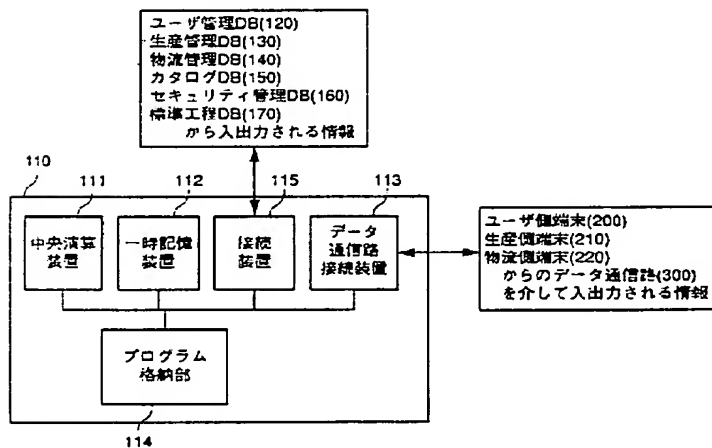 ユーザ管理DB(120)
生産管理DB(130)
物流管理DB(140)
カタログDB(150)
セキュリティ管理DB(160)
標準工程DB(170)
から入出力される情報
110
111
112
115
113
中央演算
装置
一時記憶
装置
接続
装置
データ
通信路
接続装置
ユーザ側端末(200)
生産側端末(210)
物流側端末(220)
からのデータ通信路(300)
を介して入出力される情報
プログラム
格納部
114